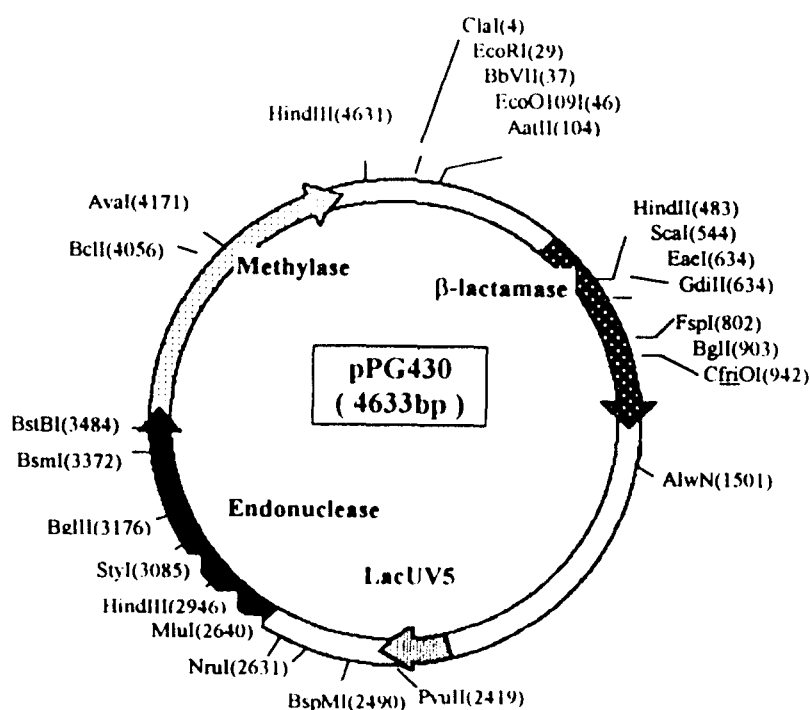 ClaI(4)
EcoRI(29)
BbVII(37)
EcoO109I(46)
AatII(104)
HindIII(4631)
AvaI(4171)
BclI(4056)
Methylase
β-lactamase
HindII(483)
ScaI(544)
EaeI(634)
GdiII(634)
FspI(802)
BglI(903)
CfriOI(942)
pPG430
( 4633bp )
BstBI(3484)
BsmI(3372)
AlwN(1501)
Endonuclease
BglII(3176)
StyI(3085)
LacUV5
HindIII(2946)
MluI(2640)
NruI(2631)
BspMI(2490)
PvuII(2419)